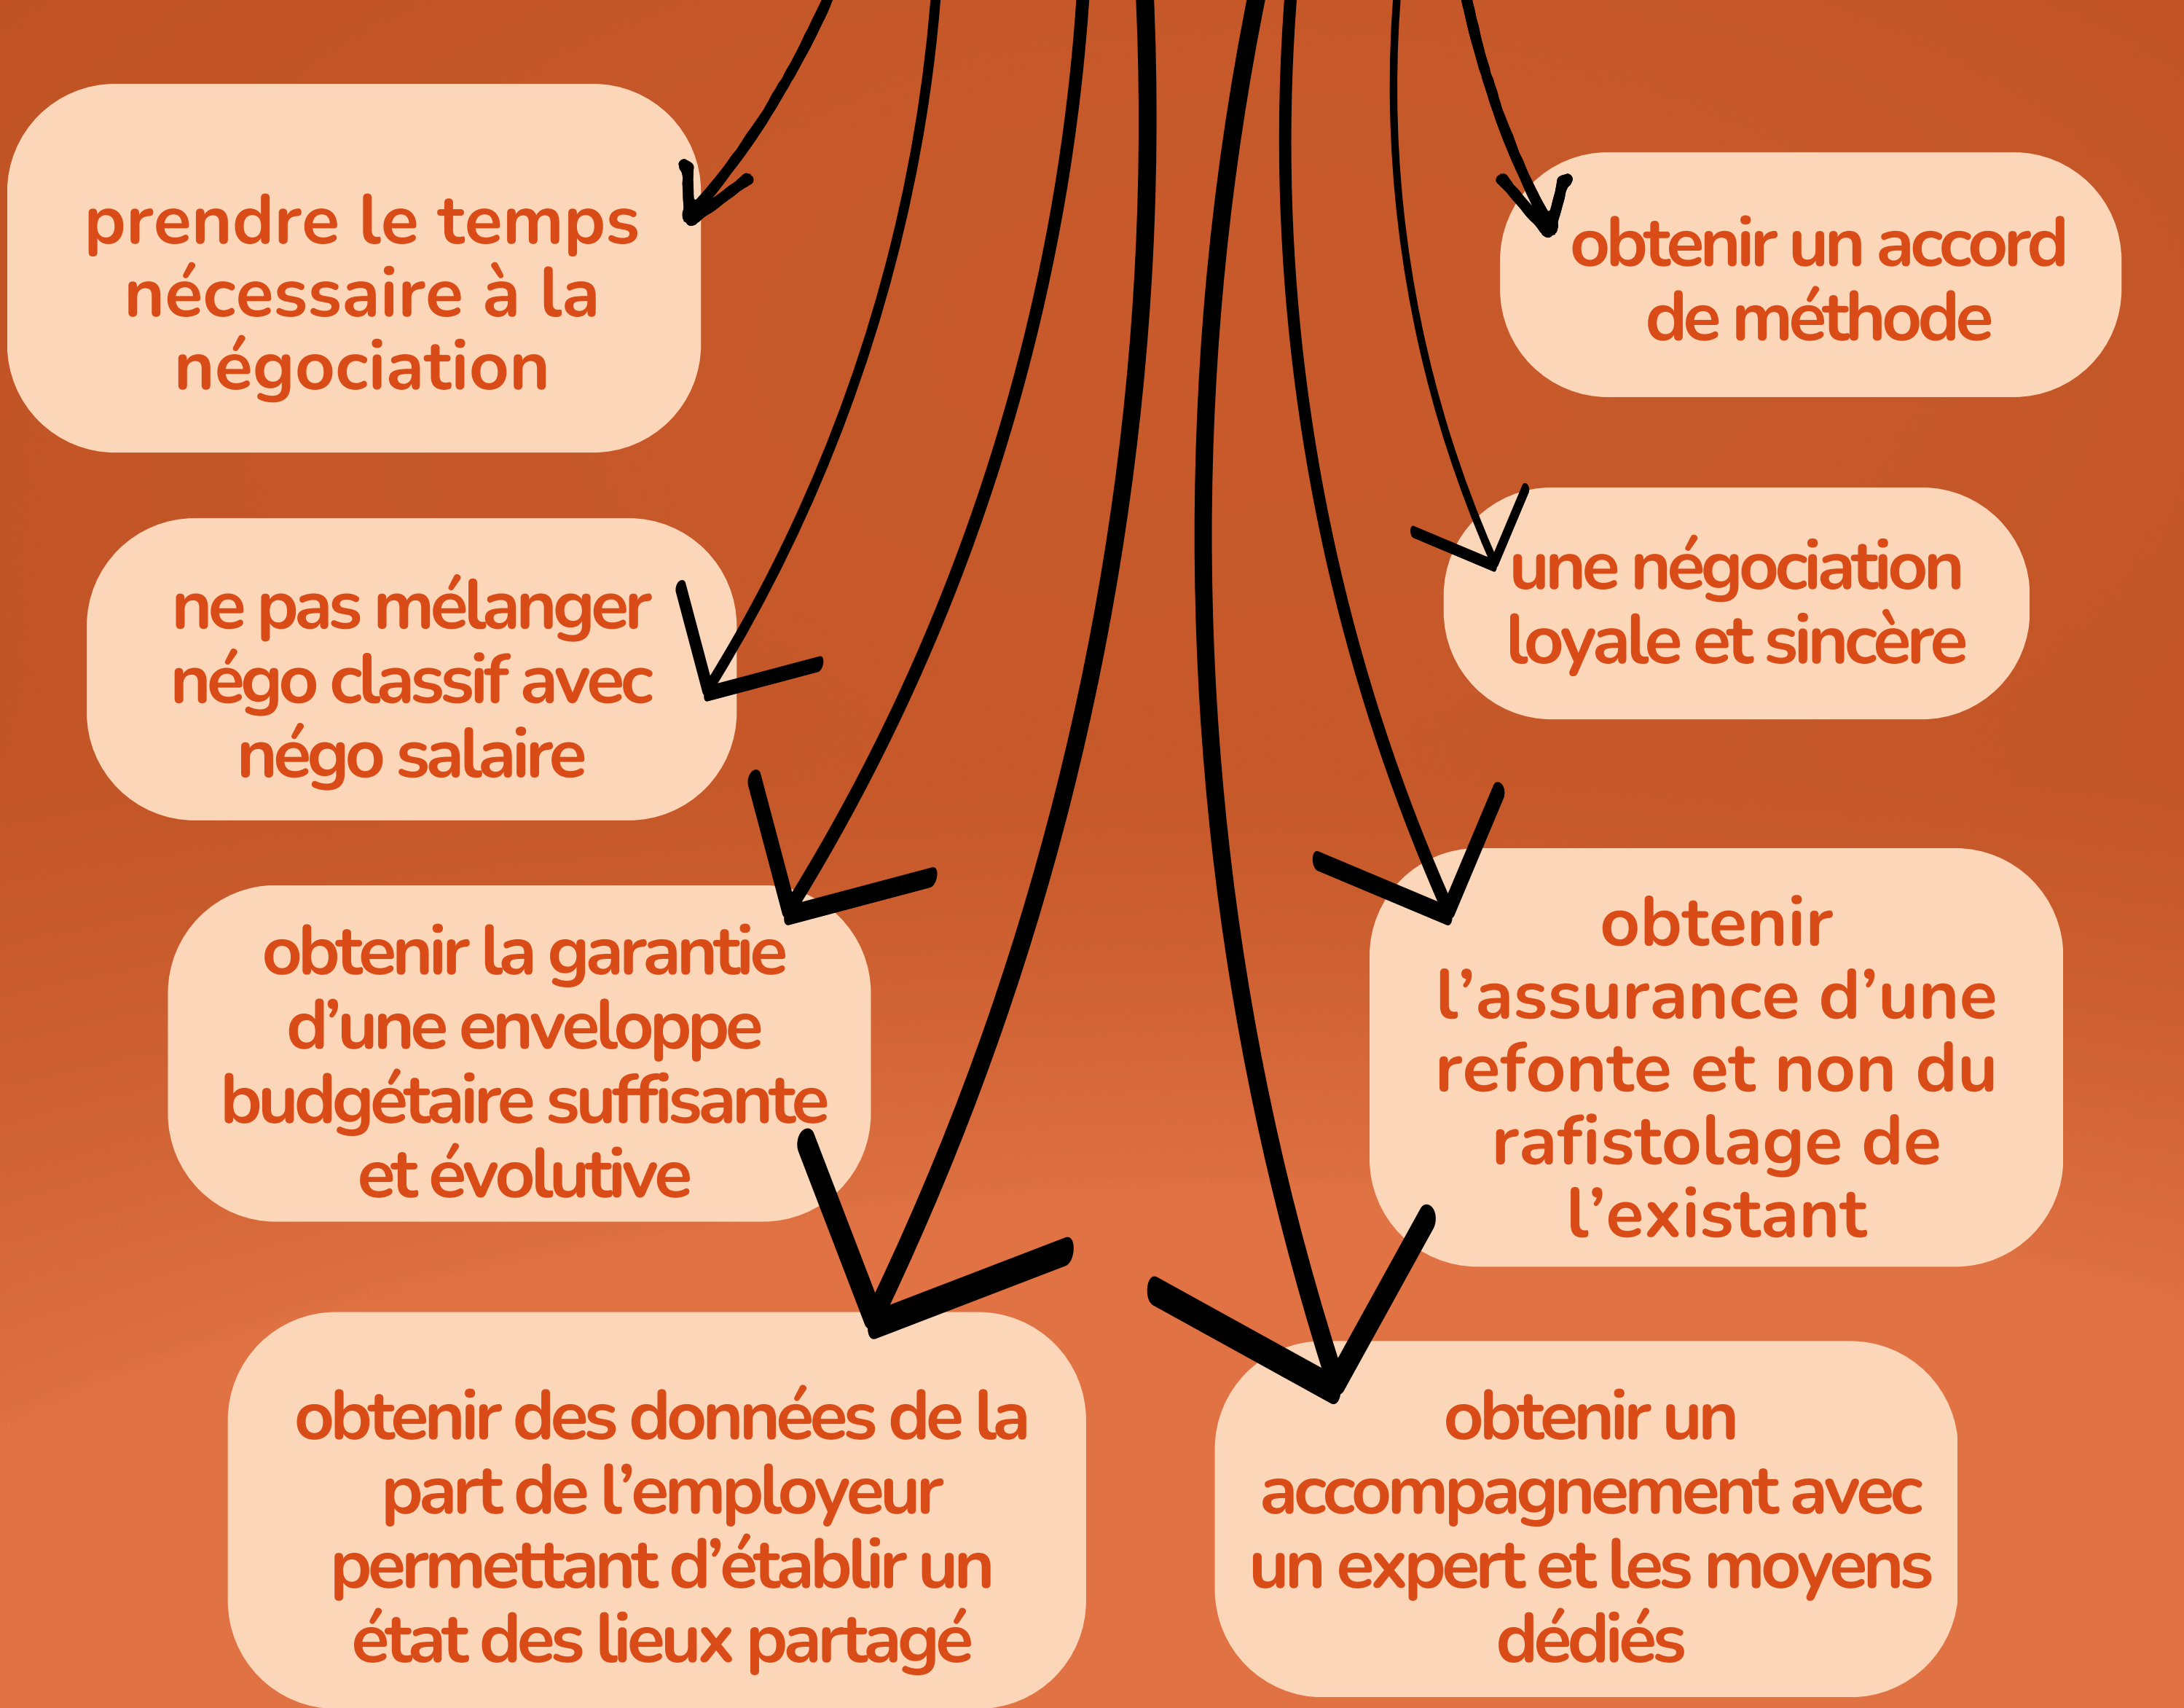 prendre le temps
nécessaire à la
négociation
obtenir un accord
de méthode
ne pas mélanger
négo classif avec
négo salaire
une négociation
loyale et sincère
obtenir la garantie
d’une enveloppe
budgétaire suffisante
et évolutive
obtenir
l’assurance d’une
refonte et non du
rafistolage de
l’existant
obtenir des données de la
part de l’employeur
permettant d’établir un
état des lieux partagé
obtenir un
accompagnement avec
un expert et les moyens
dédiés